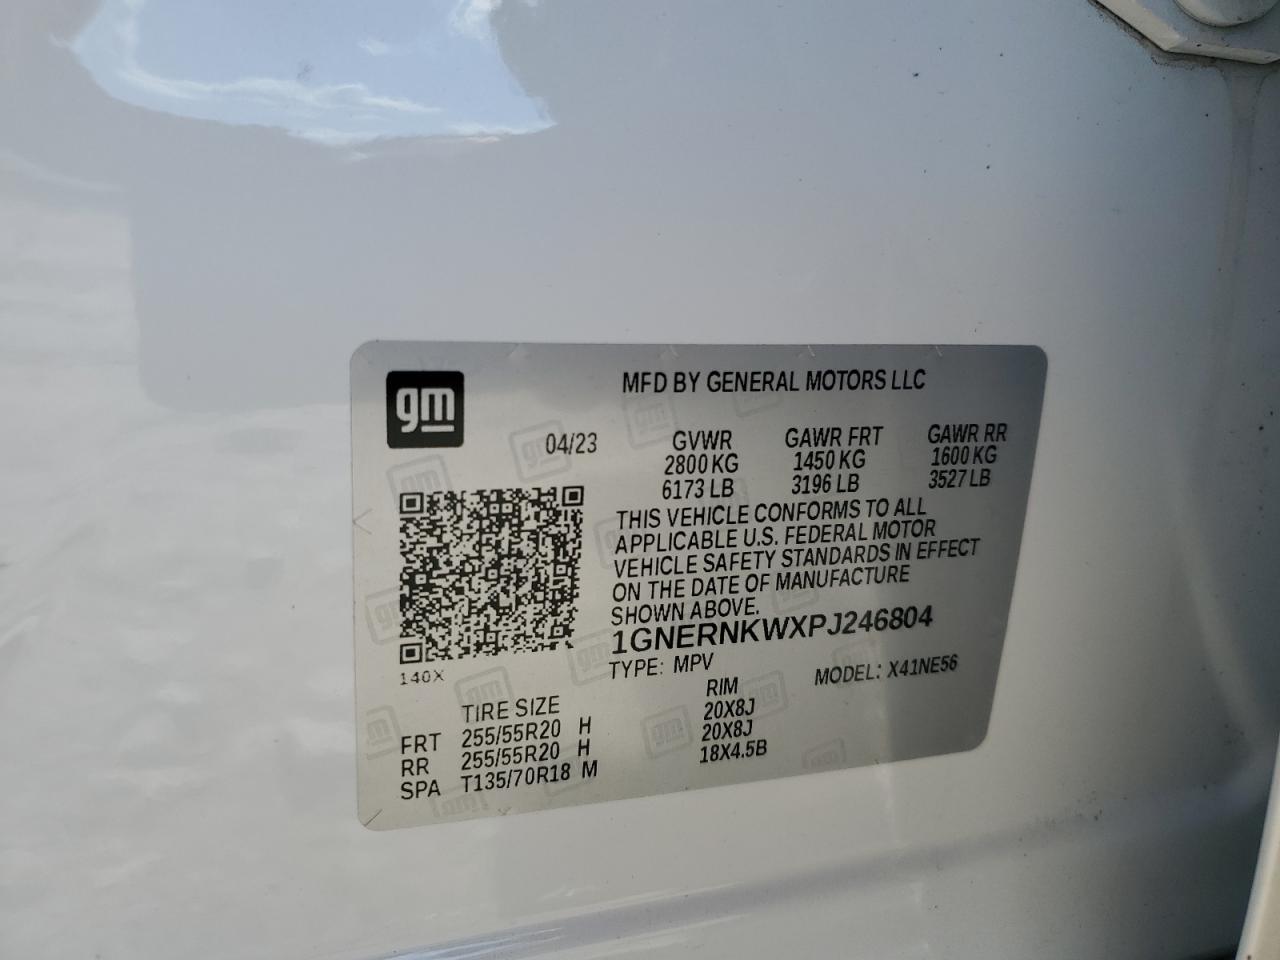 gm
MFD BY GENERAL MOTORS LLC
04/23
GVWR GAWR FRT GAWR RR
2800 KG 1450 KG 1600 KG
6173 LB 3196 LB 3527 LB
THIS VEHICLE CONFORMS TO ALL
APPLICABLE U.S. FEDERAL MOTOR
VEHICLE SAFETY STANDARDS IN EFFECT
ON THE DATE OF MANUFACTURE
SHOWN ABOVE.
1GNERNKWXPJ246804
TYPE: MPV MODEL: X41NE56
140X
TIRE SIZE RIM
FRT 255/55R20 H 20X8J
RR 255/55R20 H 20X8J
SPA T135/70R18 M 18X4.5B